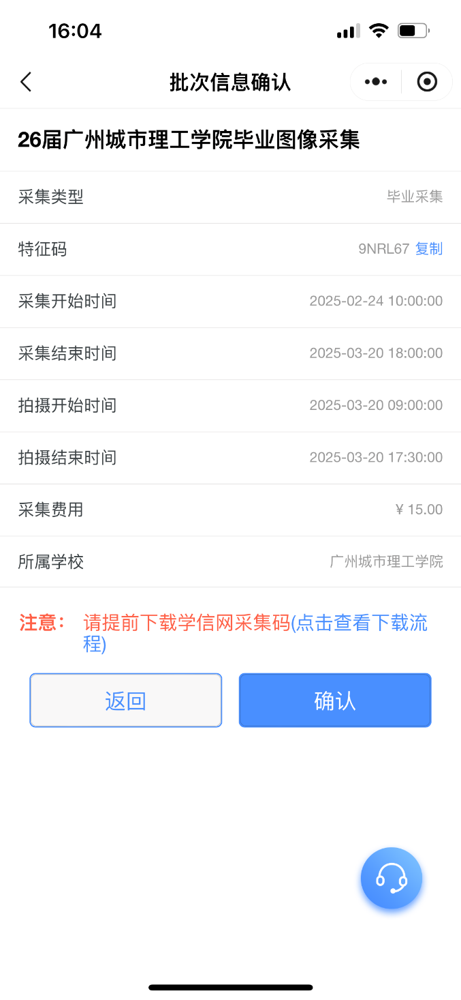 16:04
批次信息确认
26届广州城市理工学院毕业图像采集
采集类型 毕业采集
特征码 9NRL67 复制
采集开始时间 2025-02-24 10:00:00
采集结束时间 2025-03-20 18:00:00
拍摄开始时间 2025-03-20 09:00:00
拍摄结束时间 2025-03-20 17:30:00
采集费用 ¥ 15.00
所属学校 广州城市理工学院
注意： 请提前下载学信网采集码(点击查看下载流
程)
返回 确认